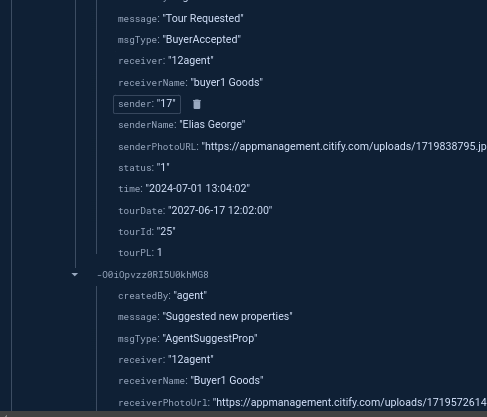 message: "Tour Requested"
msgType: "BuyerAccepted"
receiver: "12agent"
receiverName: "buyer1 Goods"
sender: "17"
senderName: "Elias George"
senderPhotoURL: "https://appmanagement.citify.com/uploads/1719838795.jp
status: "1"
time: "2024-07-01 13:04:02"
tourDate: "2027-06-17 12:02:00"
tourId: "25"
tourPL: 1
-O0iOpvzz0RI5U0khMG8
createdBy: "agent"
message: "Suggested new properties"
msgType: "AgentSuggestProp"
receiver: "12agent"
receiverName: "Buyer1 Goods"
receiverPhotoUrl: "https://appmanagement.citify.com/uploads/1719572614